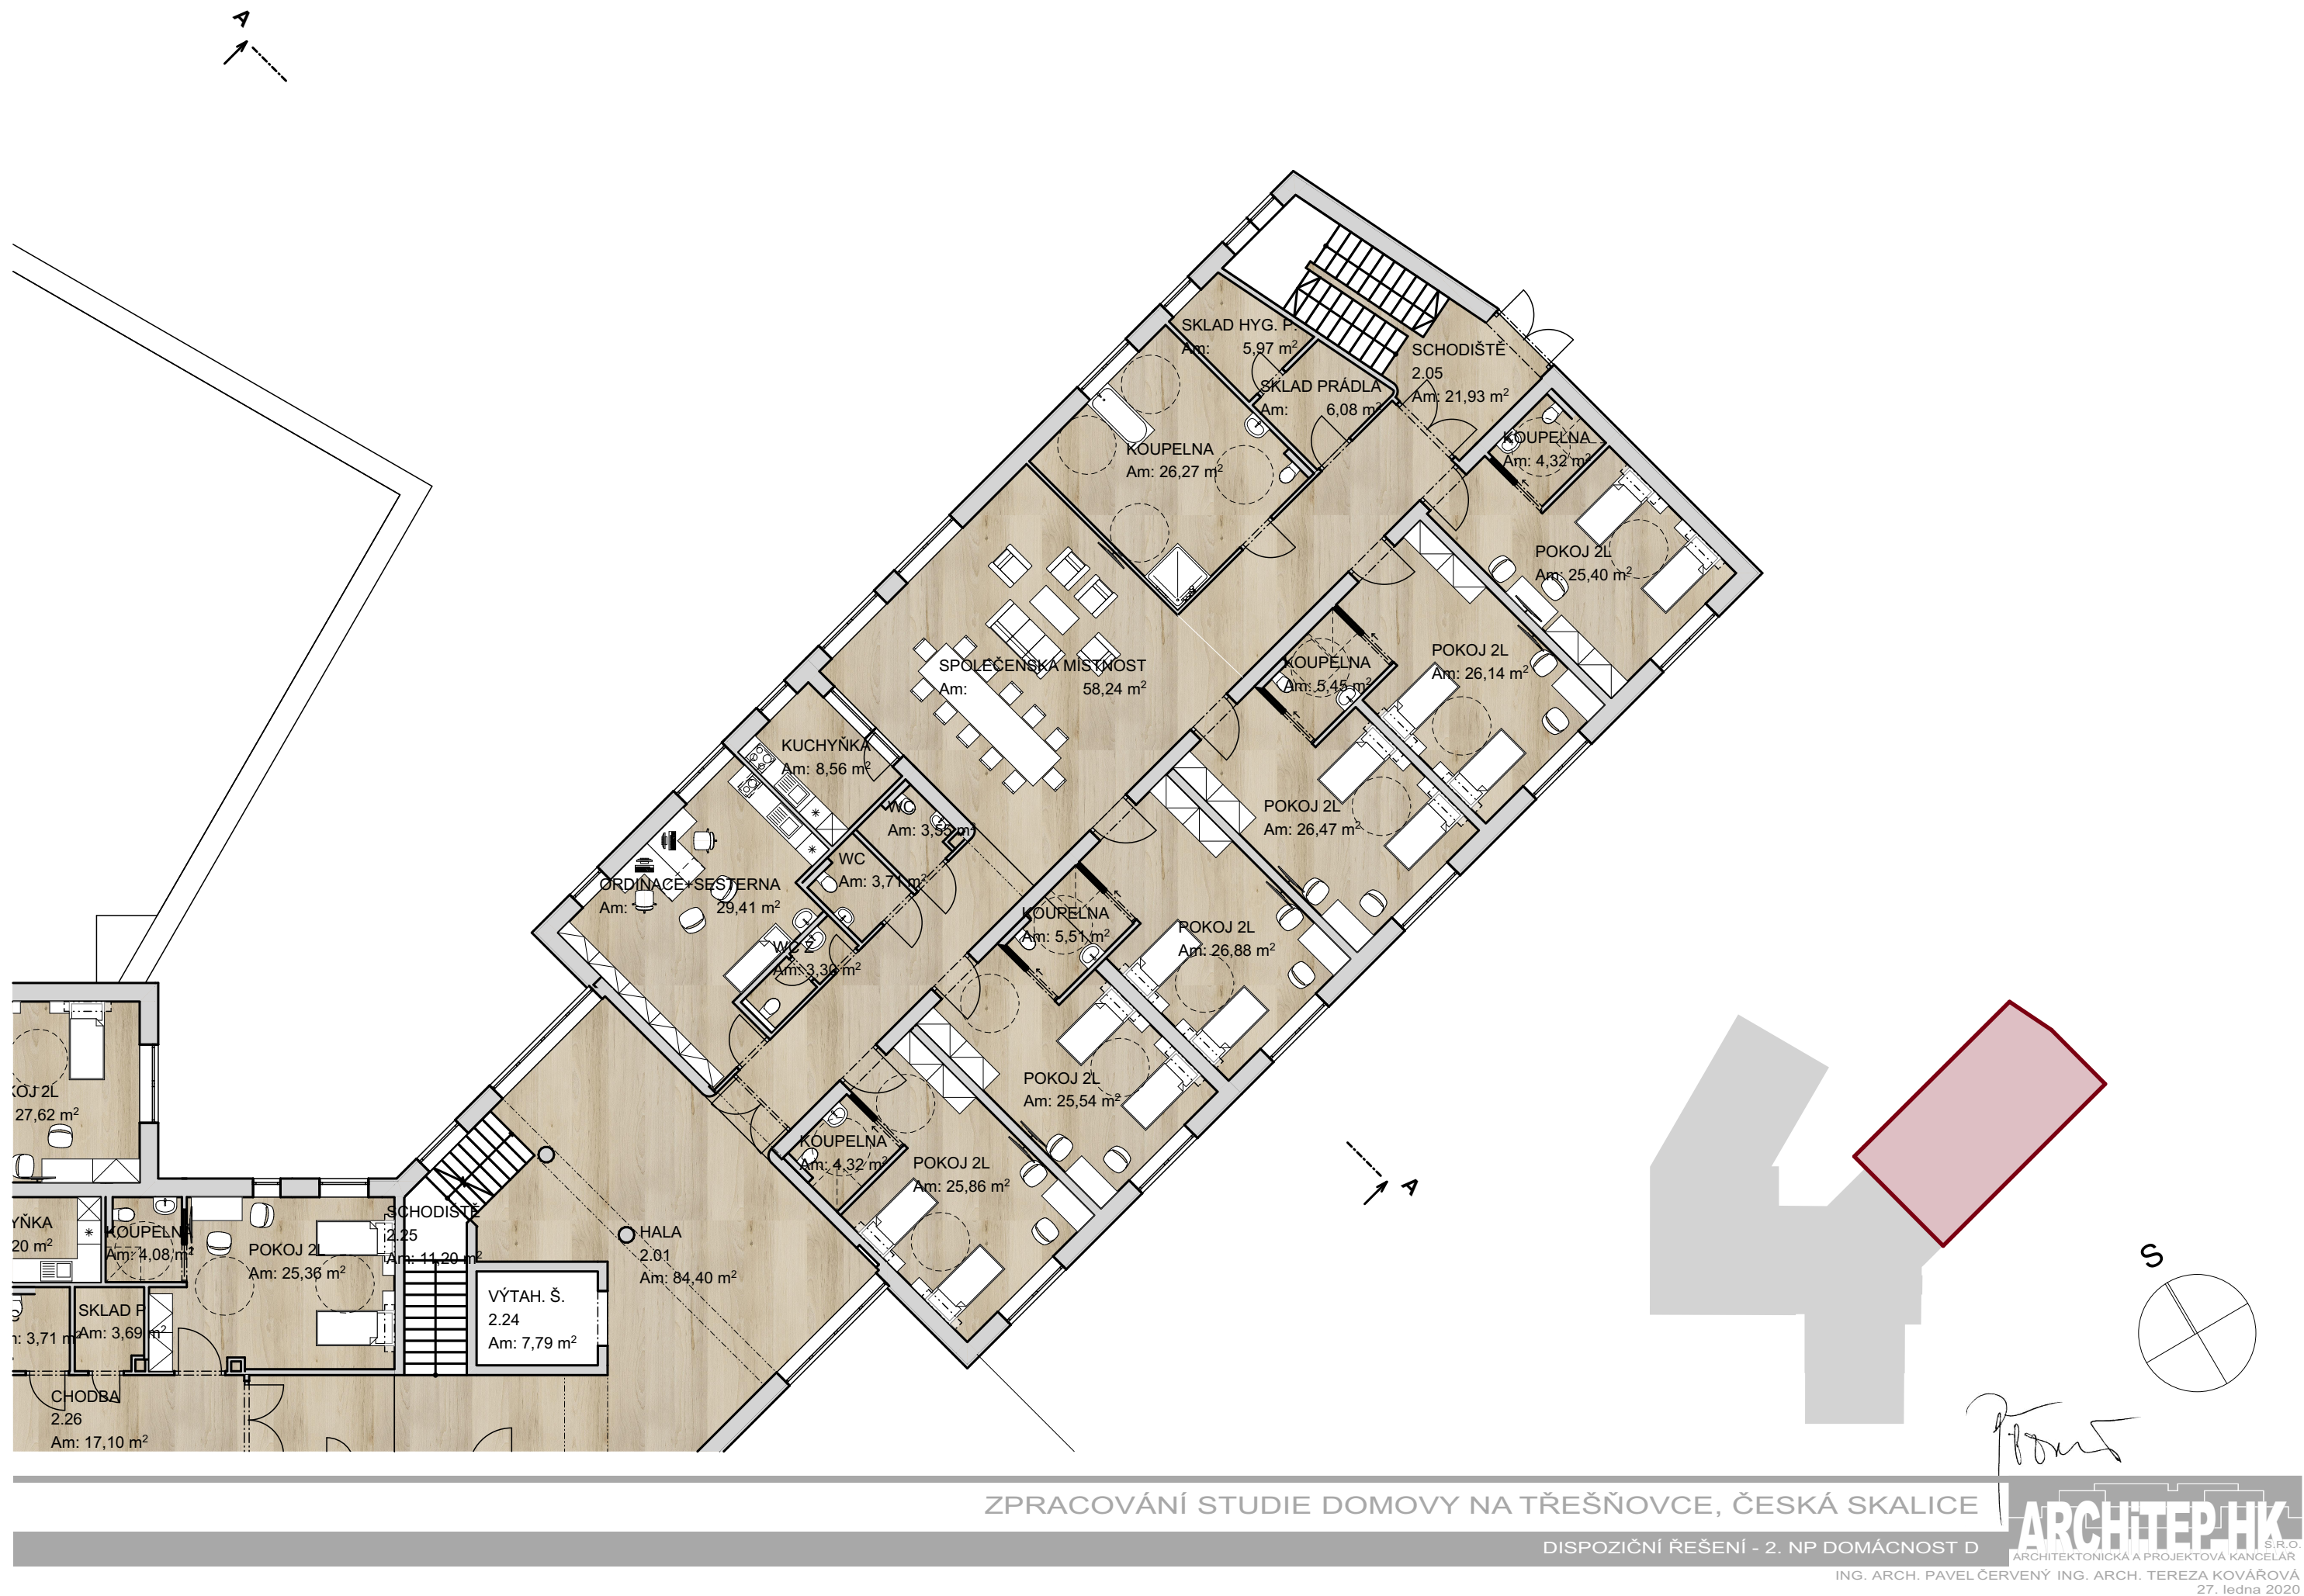 A
SKLAD HYG. P.
Am: 5,97 m²
SCHODIŠTĚ
2.05
Am: 21,93 m²
SKLAD PRÁDLA
Am: 6,08 m²
KOUPELNA
Am: 26,27 m²
KOUPELNA
Am: 4,32 m²
POKOJ 2L
Am: 25,40 m²
SPOLEČENSKÁ MÍSTNOST
Am: 58,24 m²
KOUPELNA
Am: 5,45 m²
POKOJ 2L
Am: 26,14 m²
KUCHYŇKA
Am: 8,56 m²
WC
Am: 3,55 m²
POKOJ 2L
Am: 26,47 m²
WC
Am: 3,71 m²
ORDINACE+SESTERNA
Am: 29,41 m²
KOUPELNA
Am: 5,51 m²
POKOJ 2L
Am: 26,88 m²
WC Z
Am: 3,30 m²
POKOJ 2L
Am: 25,54 m²
KOJ 2L
27,62 m²
KOUPELNA
Am: 4,32 m²
POKOJ 2L
Am: 25,86 m²
A
YŇKA
20 m²
KOUPELNA
Am: 4,08 m²
POKOJ 2L
Am: 25,36 m²
SCHODIŠTĚ
2.25
Am: 11,20 m²
HALA
2.01
Am: 84,40 m²
VÝTAH. Š.
2.24
Am: 7,79 m²
SKLAD P
Am: 3,69 m²
m: 3,71 m²
CHODBA
2.26
Am: 17,10 m²
S
ZPRACOVÁNÍ STUDIE DOMOVY NA TŘEŠŇOVCE, ČESKÁ SKALICE
DISPOZIČNÍ ŘEŠENÍ - 2. NP DOMÁCNOST D
ARCHiTEP HK
S.R.O.
ARCHITEKTONICKÁ A PROJEKTOVÁ KANCELÁŘ
ING. ARCH. PAVEL ČERVENÝ ING. ARCH. TEREZA KOVÁŘOVÁ
27. ledna 2020